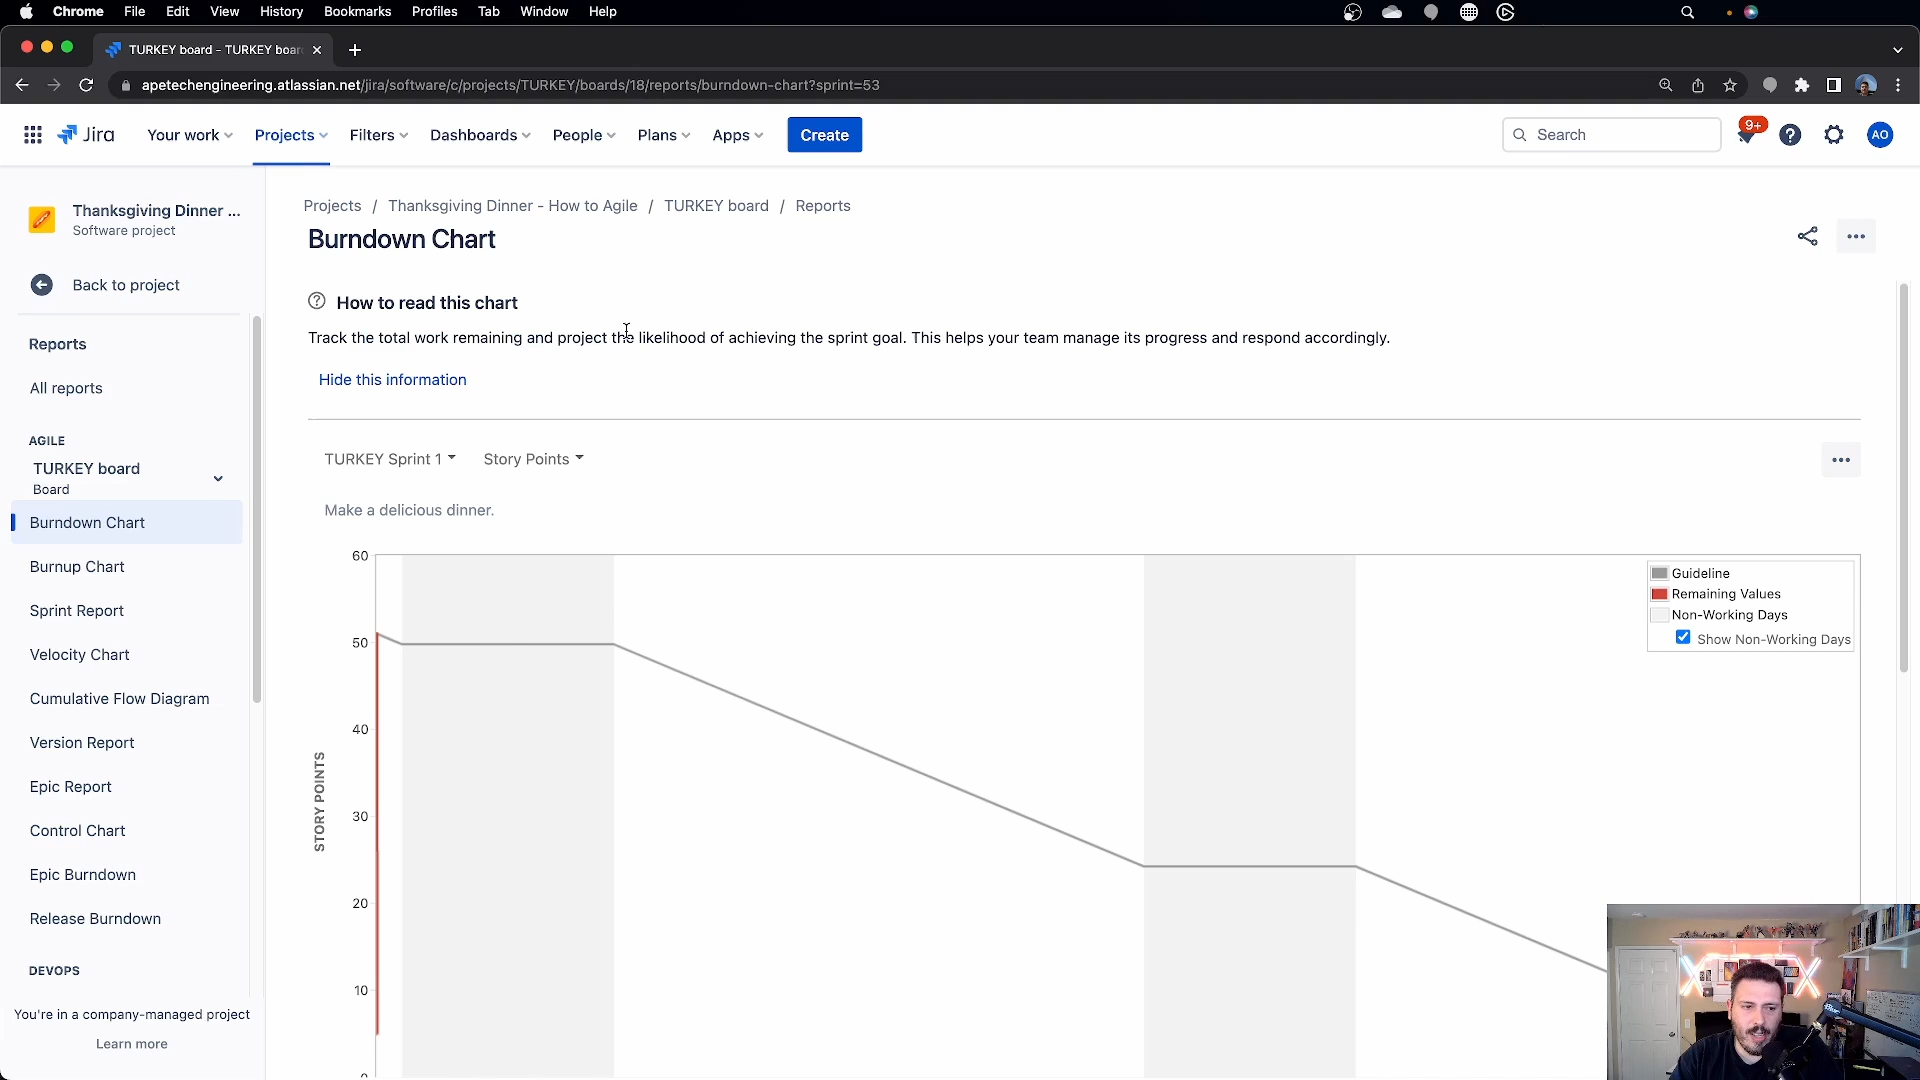 Chrome File Edit View History Bookmarks Profiles Tab Window Help
TURKEY board - TURKEY boar
apetechengineering.atlassian.net/jira/software/c/projects/TURKEY/boards/18/reports/burndown-chart?sprint=53
Jira Your work Projects Filters Dashboards People Plans Apps Create Search 9+ AO
Thanksgiving Dinner ...
Software project
Back to project
Reports
All reports
AGILE
TURKEY board
Board
Burndown Chart
Burnup Chart
Sprint Report
Velocity Chart
Cumulative Flow Diagram
Version Report
Epic Report
Control Chart
Epic Burndown
Release Burndown
DEVOPS
You're in a company-managed project
Learn more
Projects / Thanksgiving Dinner - How to Agile / TURKEY board / Reports
Burndown Chart
How to read this chart
Track the total work remaining and project the likelihood of achieving the sprint goal. This helps your team manage its progress and respond accordingly.
Hide this information
TURKEY Sprint 1 Story Points
Make a delicious dinner.
60
50
40
30
20
10
0
STORY POINTS
Guideline
Remaining Values
Non-Working Days
Show Non-Working Days